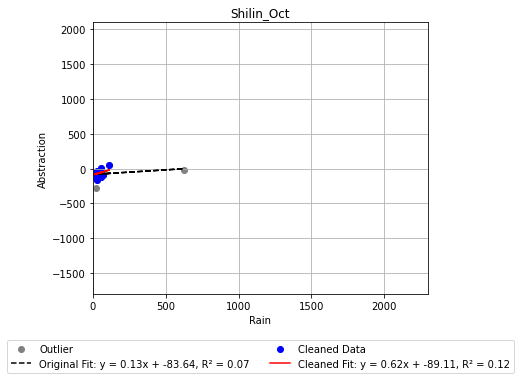 Shilin_Oct
2000
1500
1000
500
0
−500
−1000
−1500
Abstraction
0 500 1000 1500 2000
Rain
Outlier Cleaned Data
Original Fit: y = 0.13x + -83.64, R² = 0.07 Cleaned Fit: y = 0.62x + -89.11, R² = 0.12